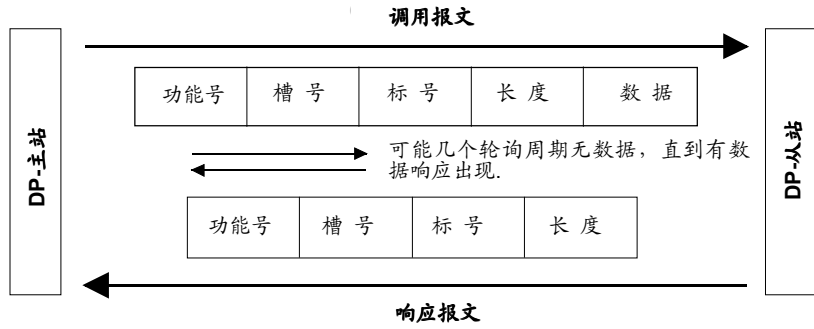 调用报文
DP-主站
功能号 槽 号 标 号 长 度 数 据
可能几个轮询周期无数据，直到有数
据响应出现.
功能号 槽 号 标 号 长 度
DP-从站
响应报文